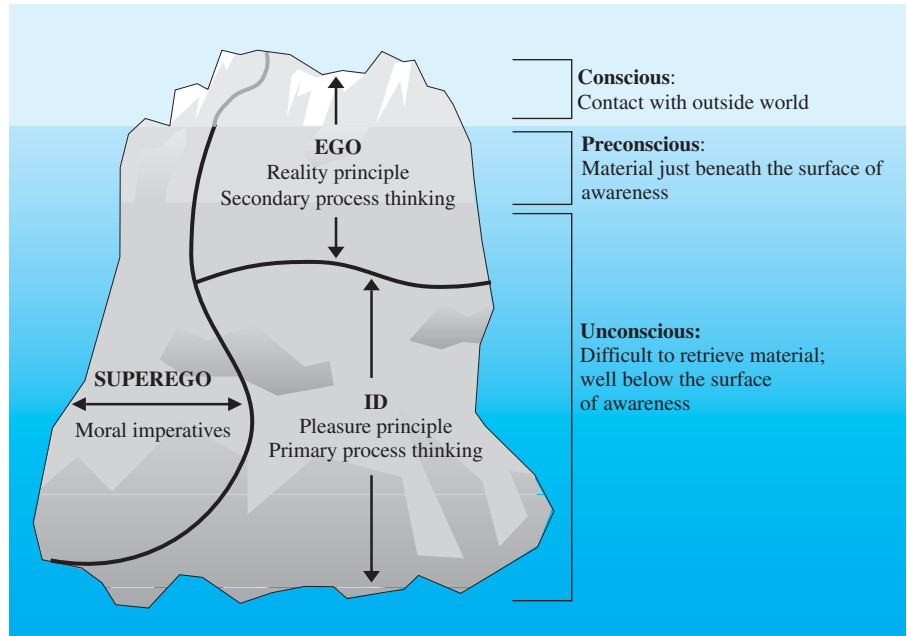 Conscious:
Contact with outside world
EGO
Reality principle
Secondary process thinking
Preconscious:
Material just beneath the surface of
awareness
Unconscious:
Difficult to retrieve material;
well below the surface
of awareness
SUPEREGO
Moral imperatives
ID
Pleasure principle
Primary process thinking